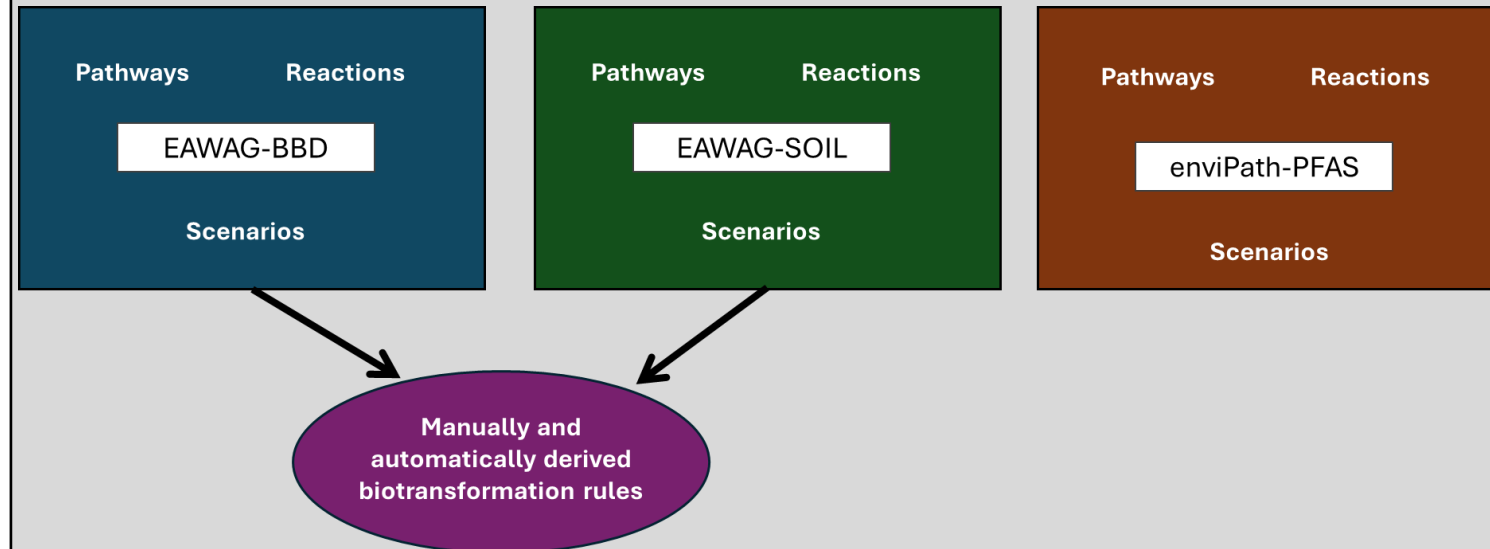 Pathways Reactions
EAWAG-BBD
Scenarios
Pathways Reactions
EAWAG-SOIL
Scenarios
Pathways Reactions
enviPath-PFAS
Scenarios
Manually and
automatically derived
biotransformation rules